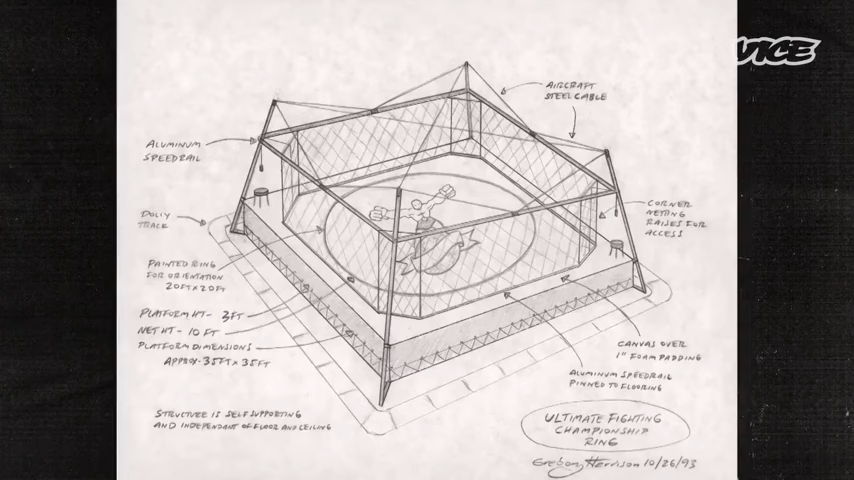 VICE
AIRCRAFT
STEEL CABLE
ALUMINUM
SPEEDRAIL
DOLLY
TRACK
CORNER
NETTING
RAISES FOR
ACCESS
PAINTED RING
FOR ORIENTATION
20FT X 20FT
PLATFORM HT - 3FT
NET HT - 10 FT
PLATFORM DIMENSIONS
APPROX - 35FT X 35FT
CANVAS OVER
1" FOAM PADDING
ALUMINUM SPEEDRAIL
PINNED TO FLOORING
STRUCTURE IS SELF SUPPORTING
AND INDEPENDANT OF FLOOR AND CEILING
ULTIMATE FIGHTING
CHAMPIONSHIP
RING
Gregory Harrison 10/26/93